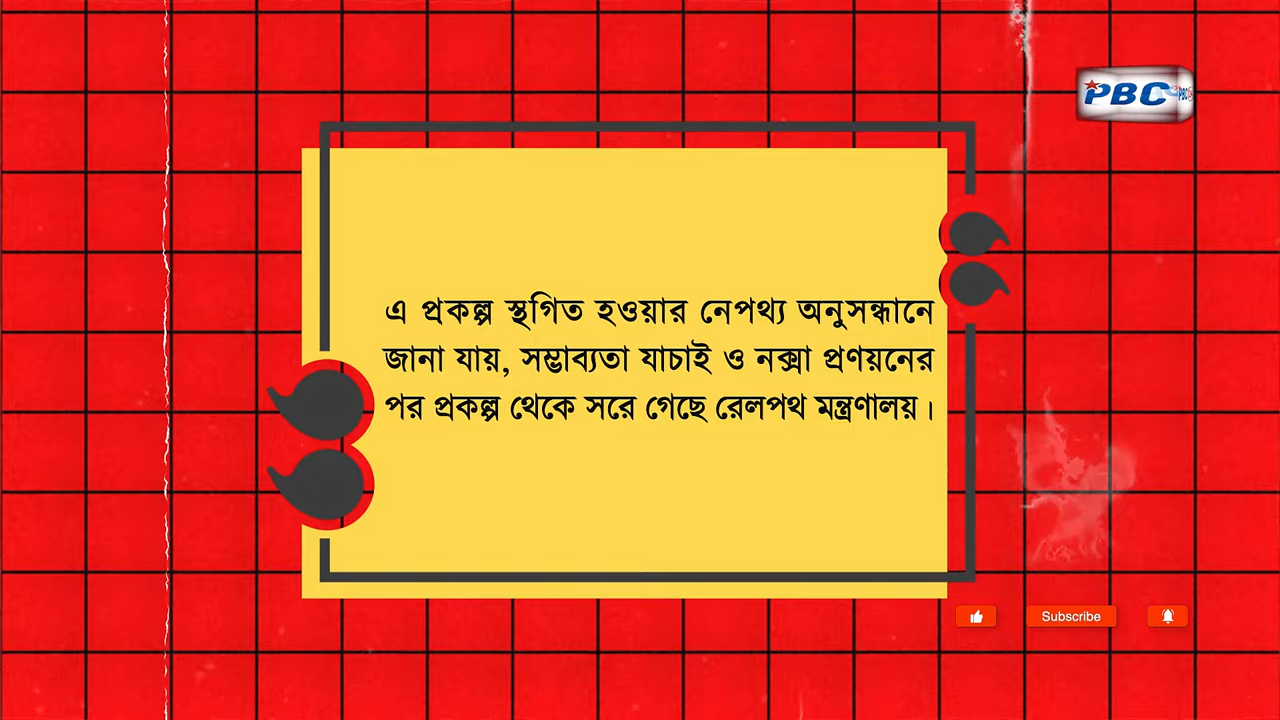 PBC
এ প্রকল্প স্থগিত হওয়ার নেপথ্য অনুসন্ধানে
জানা যায়, সম্ভাব্যতা যাচাই ও নক্সা প্রণয়নের
পর প্রকল্প থেকে সরে গেছে রেলপথ মন্ত্রণালয়।
Subscribe